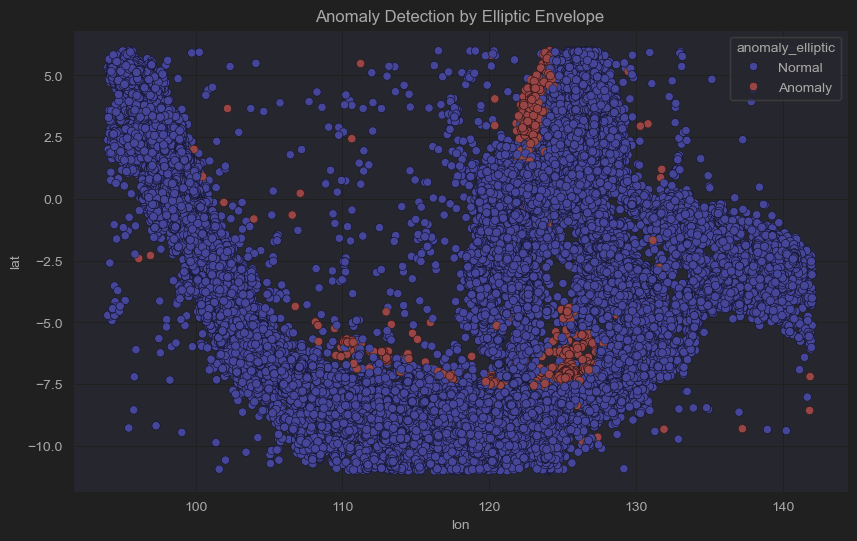 Anomaly Detection by Elliptic Envelope
anomaly_elliptic
Normal
Anomaly
5.0
2.5
0.0
−2.5
−5.0
−7.5
−10.0
lat
100
110
120
130
140
lon